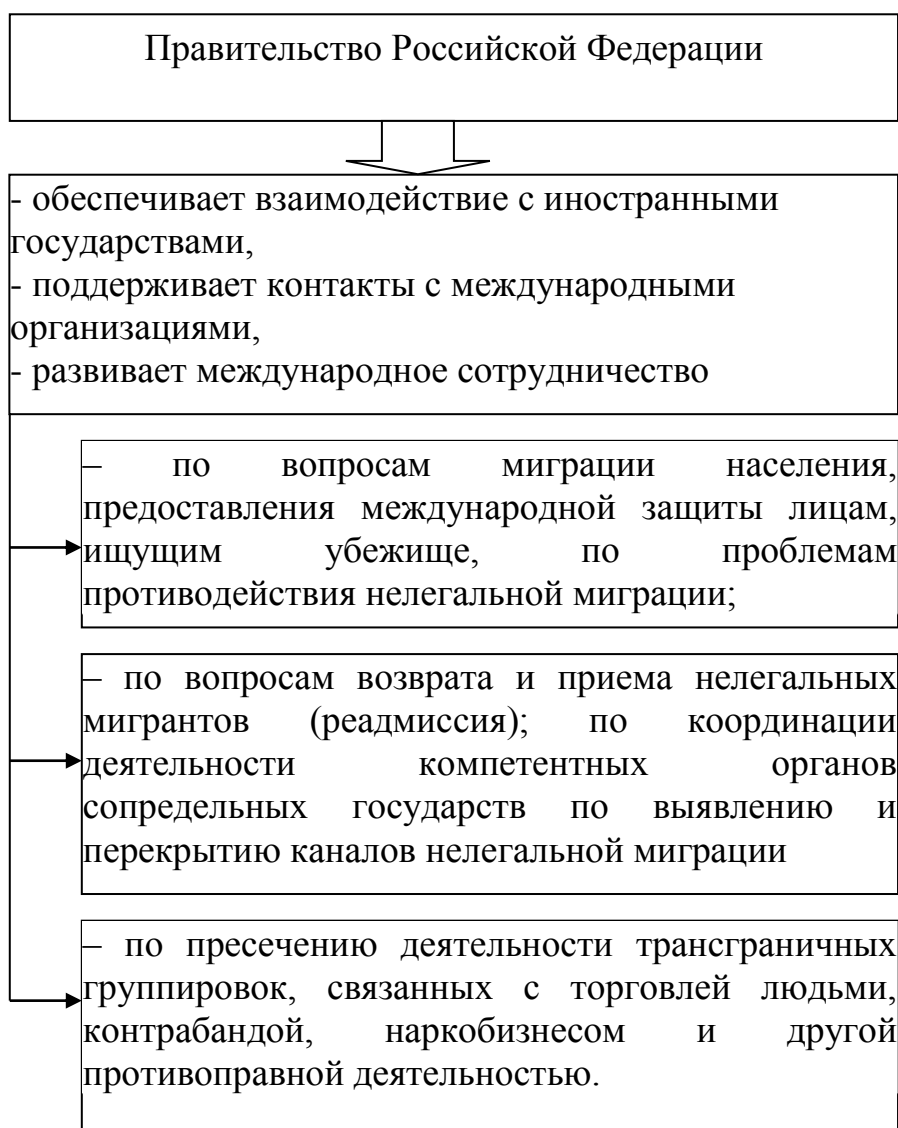 Правительство Российской Федерации
- обеспечивает взаимодействие с иностранными
государствами,
- поддерживает контакты с международными
организациями,
- развивает международное сотрудничество
– по вопросам миграции населения,
предоставления международной защиты лицам,
ищущим убежище, по проблемам
противодействия нелегальной миграции;
– по вопросам возврата и приема нелегальных
мигрантов (реадмиссия); по координации
деятельности компетентных органов
сопредельных государств по выявлению и
перекрытию каналов нелегальной миграции
– по пресечению деятельности трансграничных
группировок, связанных с торговлей людьми,
контрабандой, наркобизнесом и другой
противоправной деятельностью.